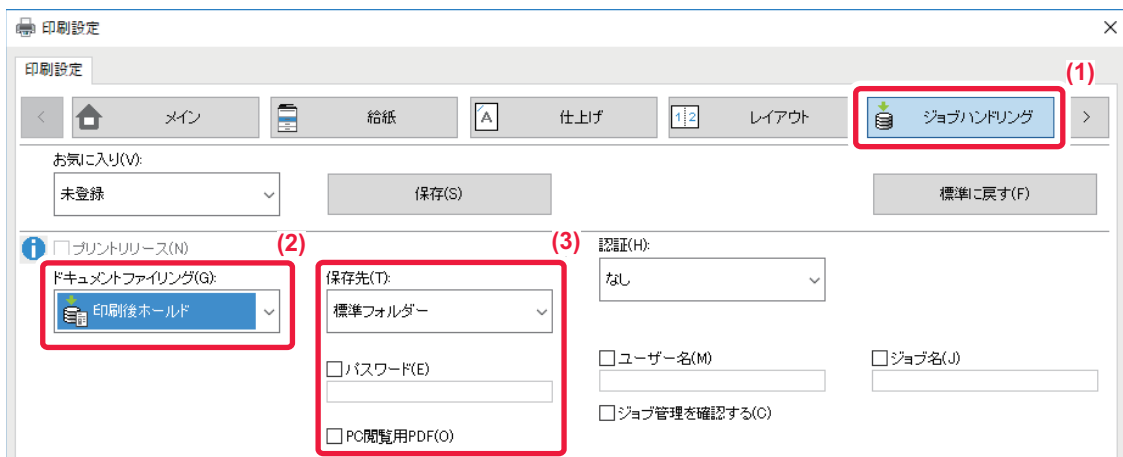 印刷設定
印刷設定
(1)
メイン 給紙 A 仕上げ 1 2 レイアウト ジョブハンドリング
お気に入り(V):
未登録 保存(S) 標準に戻す(F)
プリントリリース(N) (2) (3) 認証(H):
ドキュメントファイリング(G): 保存先(T): なし
印刷後ホールド 標準フォルダー
パスワード(E) ユーザー名(M) ジョブ名(J)
ジョブ管理を確認する(C)
PC閲覧用PDF(O)